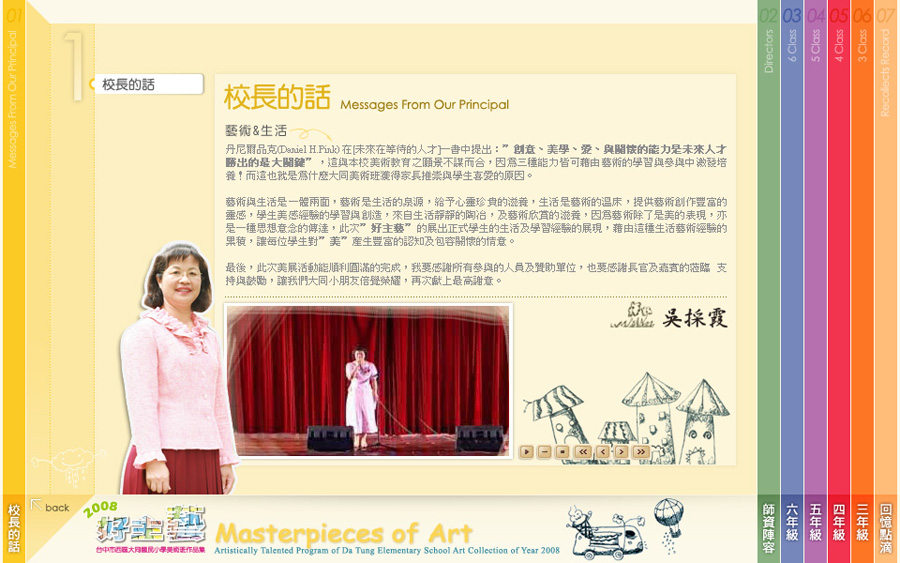 01
Messages From Our Principal
校長的話
1
校長的話
校長的話 Messages From Our Principal
藝術&生活
丹尼爾品克(Daniel H.Pink) 在[未來在等待的人才]一書中提出：”創意、美學、愛、與關懷的能力是未來人才
勝出的最大關鍵”，這與本校美術教育之願景不謀而合，因為三種能力皆可藉由藝術的學習與參與中激發培
養！而這也就是為什麼大同美術班獲得家長推崇與學生喜愛的原因。
藝術與生活是一體兩面，藝術是生活的泉源，給予心靈珍貴的滋養，生活是藝術的溫床，提供藝術創作豐富的
靈感，學生美感經驗的學習與創造，來自生活靜靜的陶冶，及藝術欣賞的滋養，因為藝術除了是美的表現，亦
是一種思想意念的傳達，此次”好主藝”的展出正式學生的生活及學習經驗的展現，藉由這種生活藝術經驗的
累積，讓每位學生對”美”產生豐富的認知及包容關懷的情意。
最後，此次美展活動能順利圓滿的完成，我要感謝所有參與的人員及贊助單位，也要感謝長官及嘉賓的蒞臨 支
持與鼓勵，讓我們大同小朋友倍覺榮耀，再次獻上最高謝意。
吳採霞
back
2008
好主藝
台中市西區大同國民小學美術班作品集
Masterpieces of Art
Artistically Talented Program of Da Tung Elementary School Art Collection of Year 2008
02
Directors
師資陣容
03
6 Class
六年級
04
5 Class
五年級
05
4 Class
四年級
06
3 Class
三年級
07
Recollects Record
回憶點滴